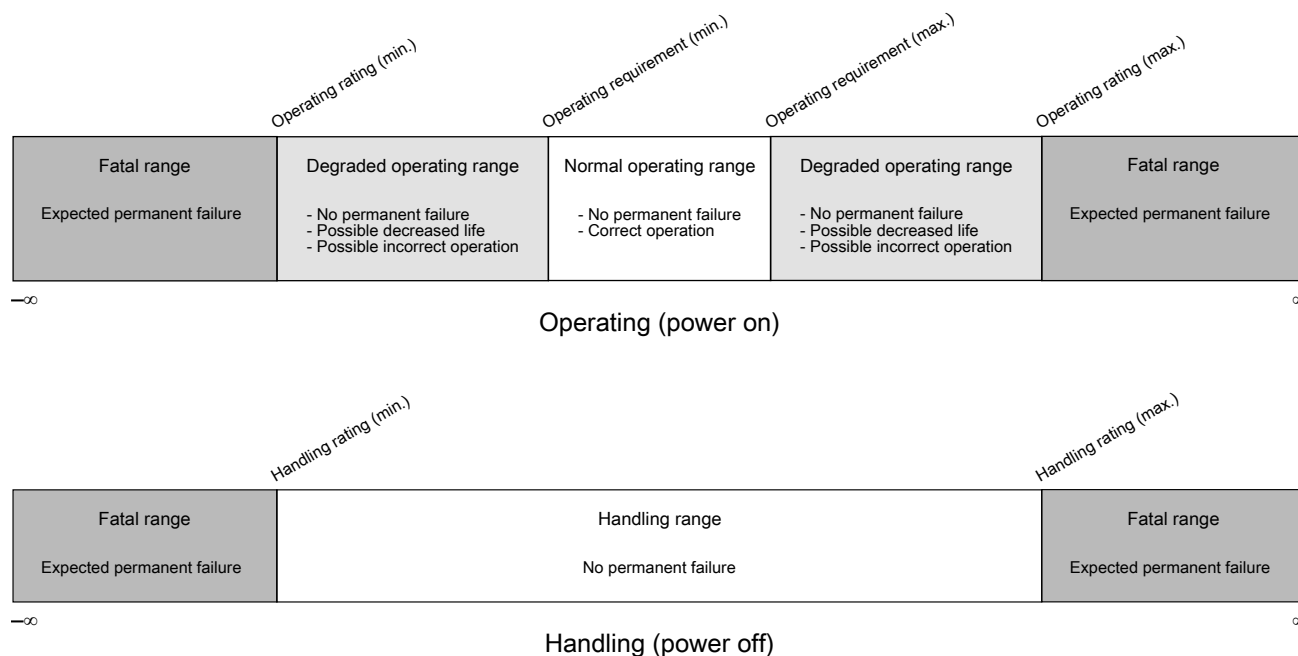 Operating rating (min.)
Operating requirement (min.)
Operating requirement (max.)
Operating rating (max.)
Fatal range
Expected permanent failure
Degraded operating range
- No permanent failure
- Possible decreased life
- Possible incorrect operation
Normal operating range
- No permanent failure
- Correct operation
Degraded operating range
- No permanent failure
- Possible decreased life
- Possible incorrect operation
Fatal range
Expected permanent failure
–∞
Operating (power on)
Handling rating (min.)
Handling rating (max.)
Fatal range
Expected permanent failure
Handling range
No permanent failure
Fatal range
Expected permanent failure
–∞
Handling (power off)